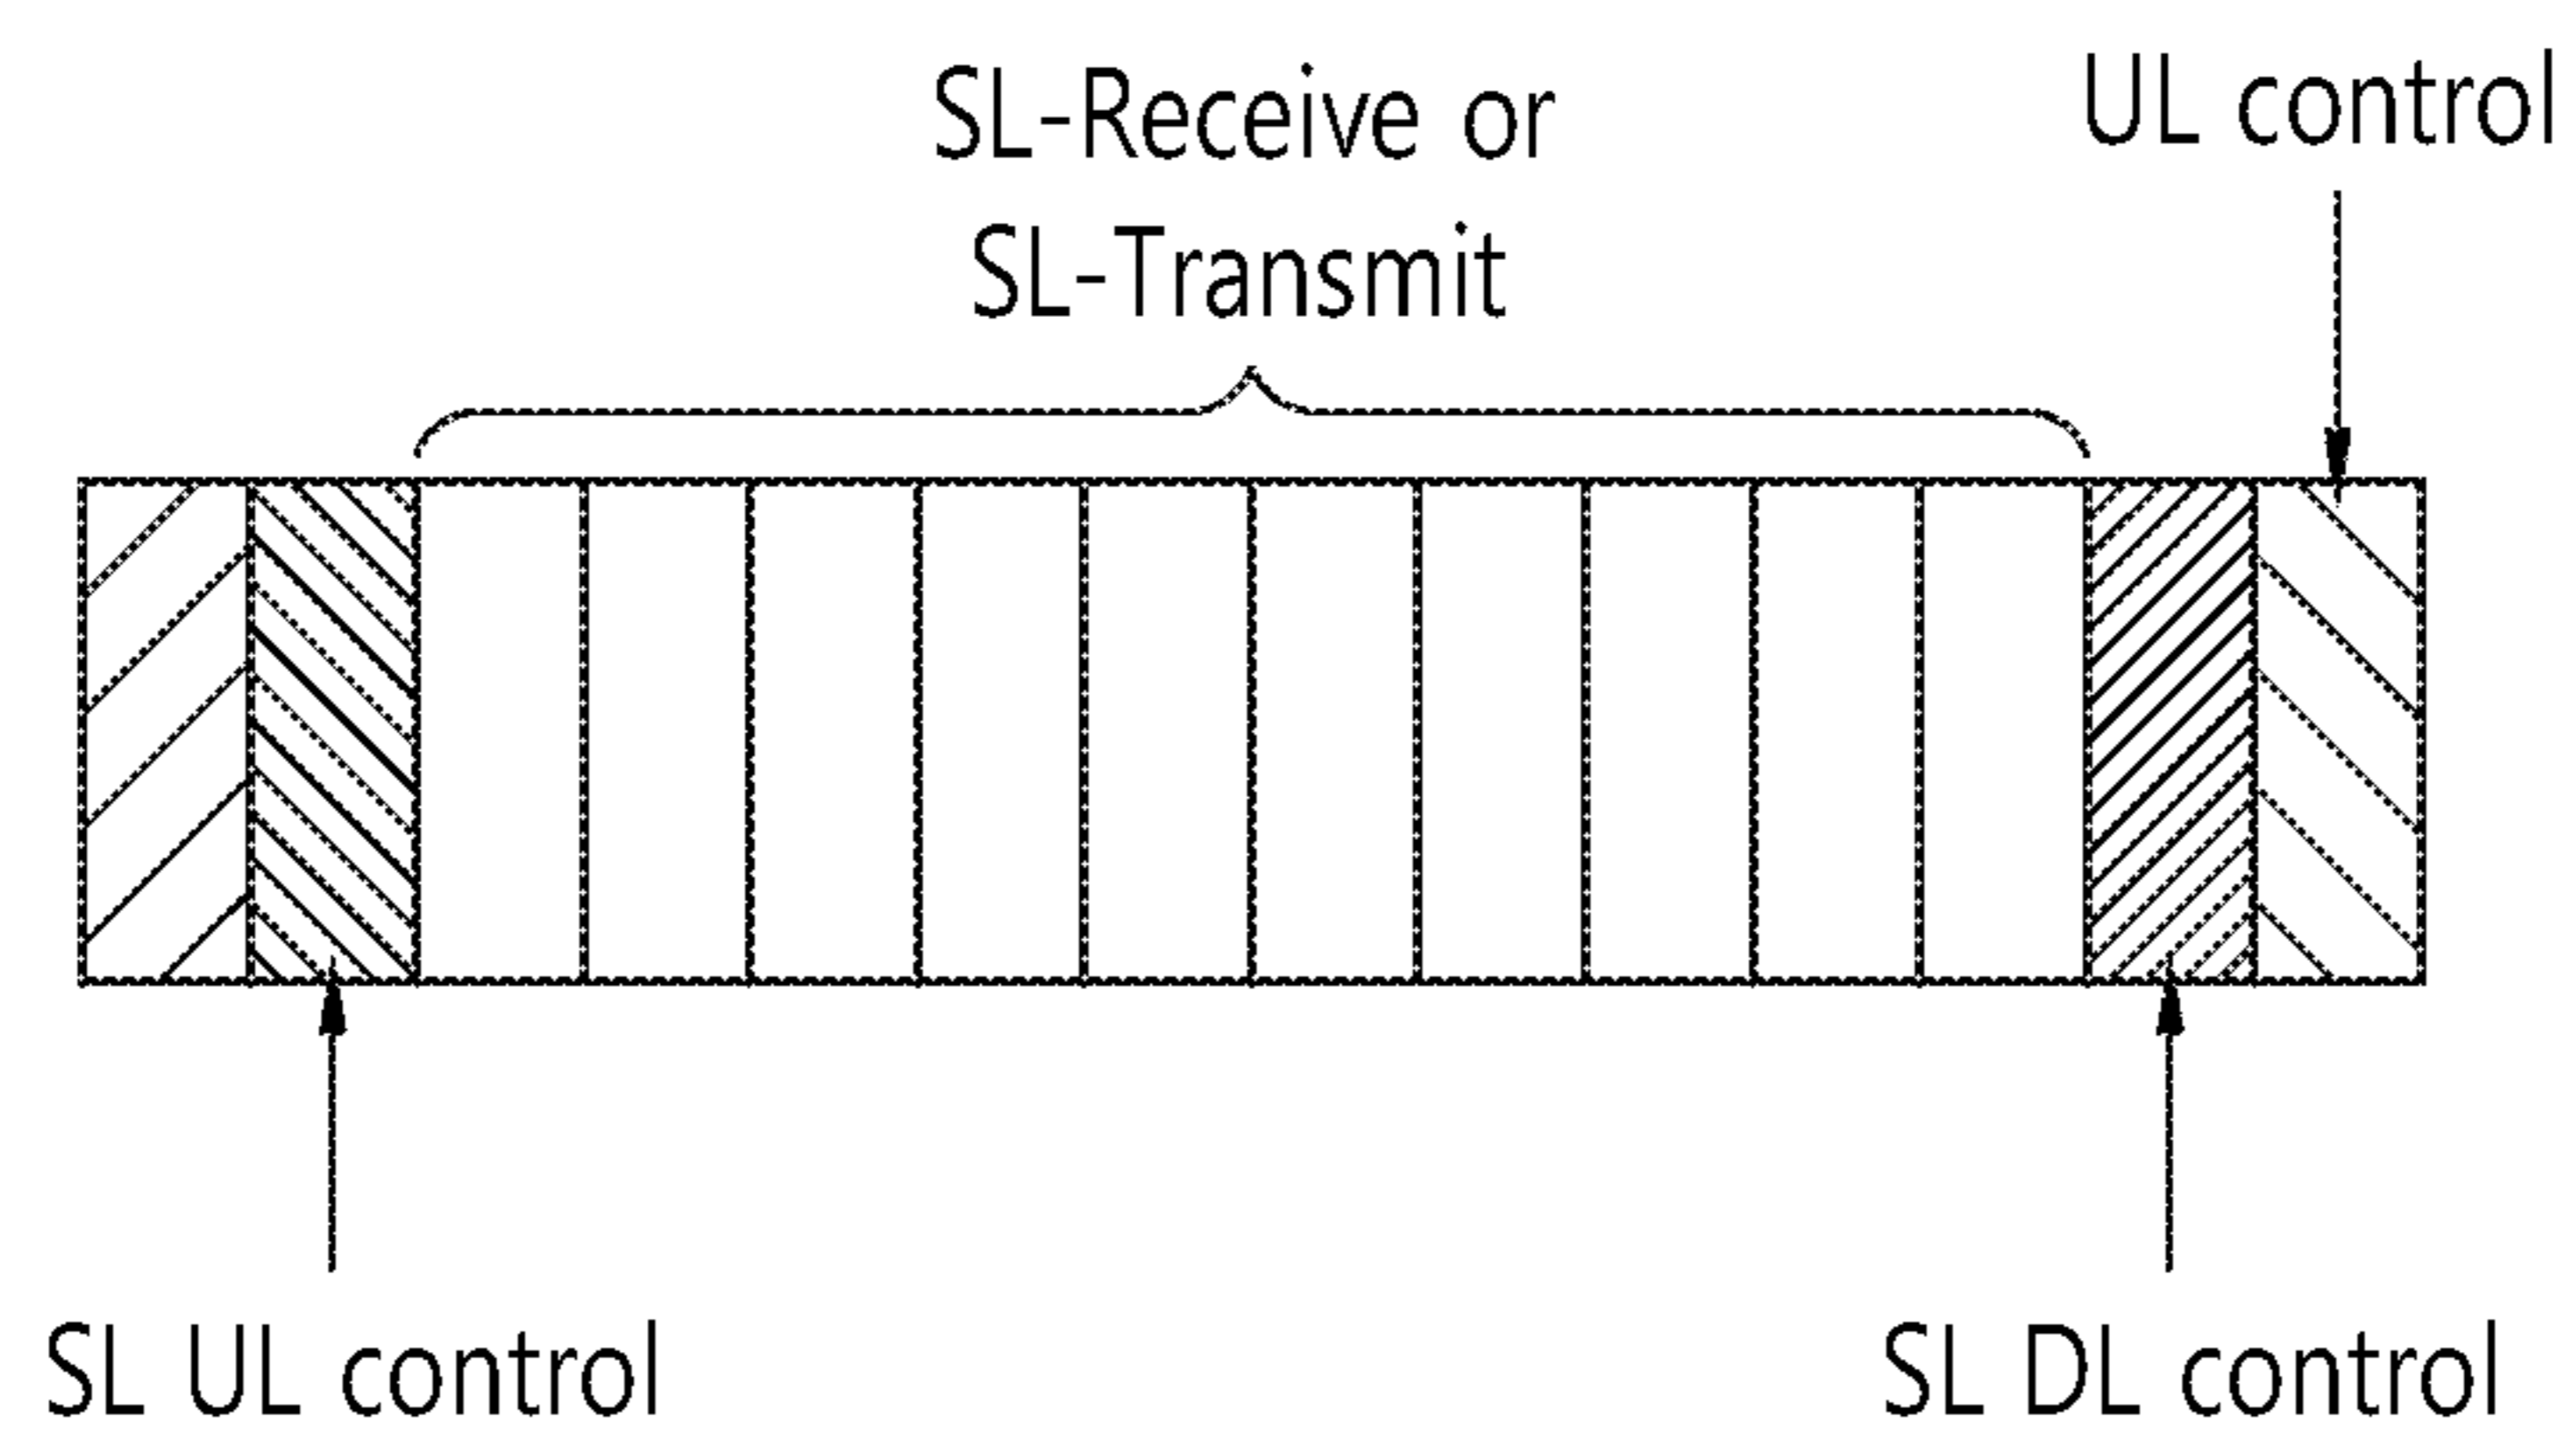 SL-Receive or
SL-Transmit
UL control
SL UL control
SL DL control